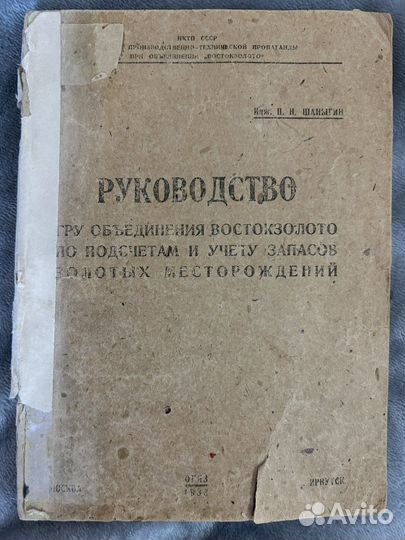 НКТП СССР
ПРОИЗВОДСТВЕННО-ТЕХНИЧЕСКОЙ ПРОПАГАНДЫ
ПРИ ОБЪЕДИНЕНИИ „ВОСТОКЗОЛОТО"
Инж. П. И. ШАНЫГИН
РУКОВОДСТВО
ГРУ ОБЪЕДИНЕНИЯ ВОСТОКЗОЛОТО
ПО ПОДСЧЕТАМ И УЧЕТУ ЗАПАСОВ
ЗОЛОТЫХ МЕСТОРОЖДЕНИЙ
МОСКВА ОГИЗ ИРКУТСК
Avito